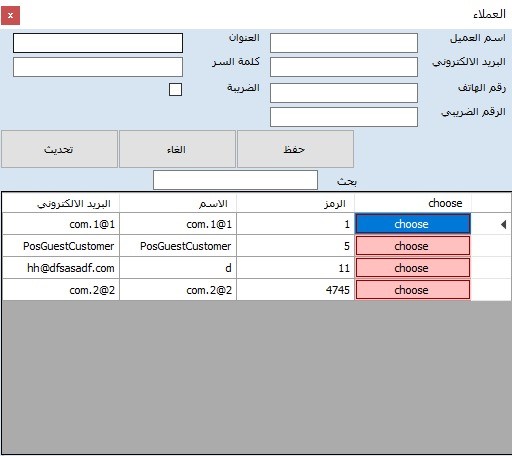 العملاء x
اسم العميل العنوان
البريد الالكتروني كلمة السر
رقم الهاتف الضريبة
الرقم الضريبي
حفظ الغاء تحديث
بحث
choose الرمز الاسم البريد الالكتروني
choose 1 com.1@1 com.1@1
choose 5 PosGuestCustomer PosGuestCustomer
choose 11 d hh@dfsasadf.com
choose 4745 com.2@2 com.2@2